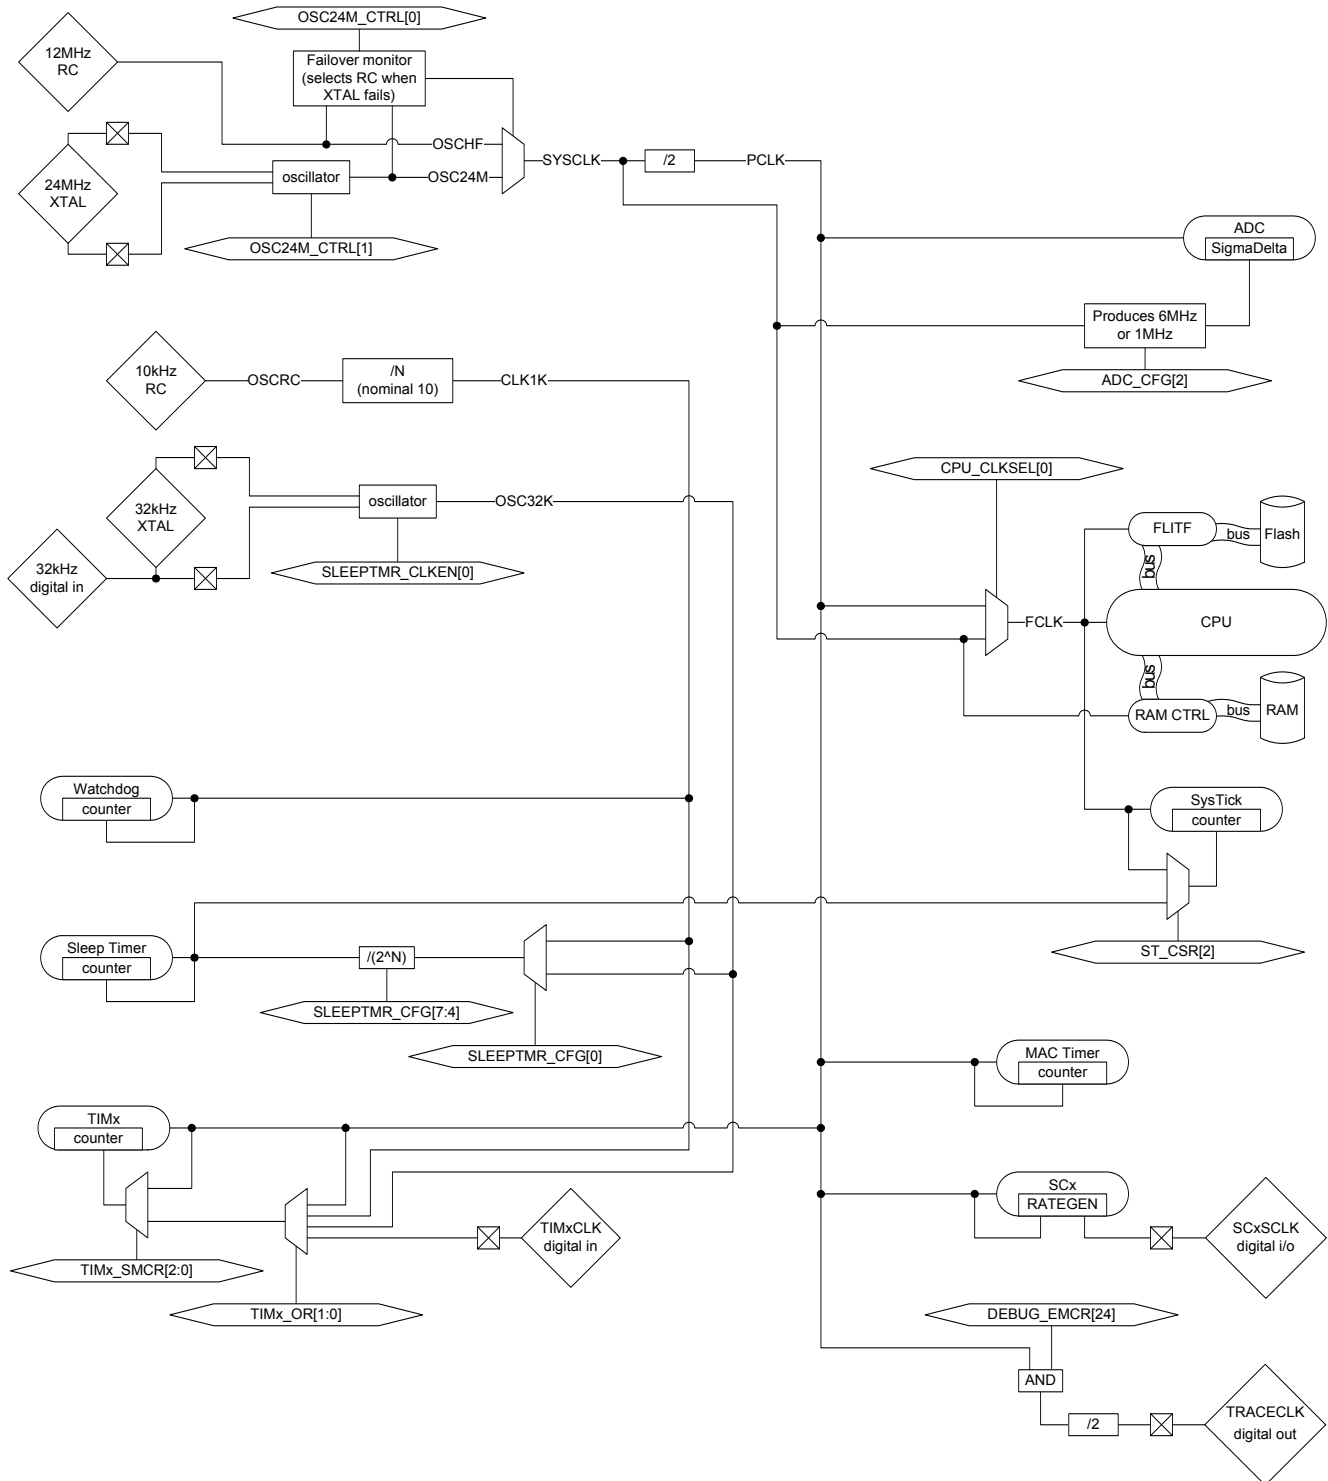 OSC24M_CTRL[0]
12MHz
RC
Failover monitor
(selects RC when
XTAL fails)
OSCHF
SYSCLK
/2
PCLK
24MHz
XTAL
oscillator
OSC24M
OSC24M_CTRL[1]
ADC
SigmaDelta
Produces 6MHz
or 1MHz
ADC_CFG[2]
10kHz
RC
OSCRC
/N
(nominal 10)
CLK1K
CPU_CLKSEL[0]
32kHz
XTAL
oscillator
OSC32K
32kHz
digital in
SLEEPTMR_CLKEN[0]
FLITF
bus
Flash
bus
FCLK
CPU
bus
RAM CTRL
bus
RAM
Watchdog
counter
SysTick
counter
Sleep Timer
counter
/(2^N)
ST_CSR[2]
SLEEPTMR_CFG[7:4]
SLEEPTMR_CFG[0]
MAC Timer
counter
TIMx
counter
SCx
RATEGEN
TIMxCLK
digital in
SCxSCLK
digital i/o
TIMx_SMCR[2:0]
TIMx_OR[1:0]
DEBUG_EMCR[24]
AND
/2
TRACECLK
digital out